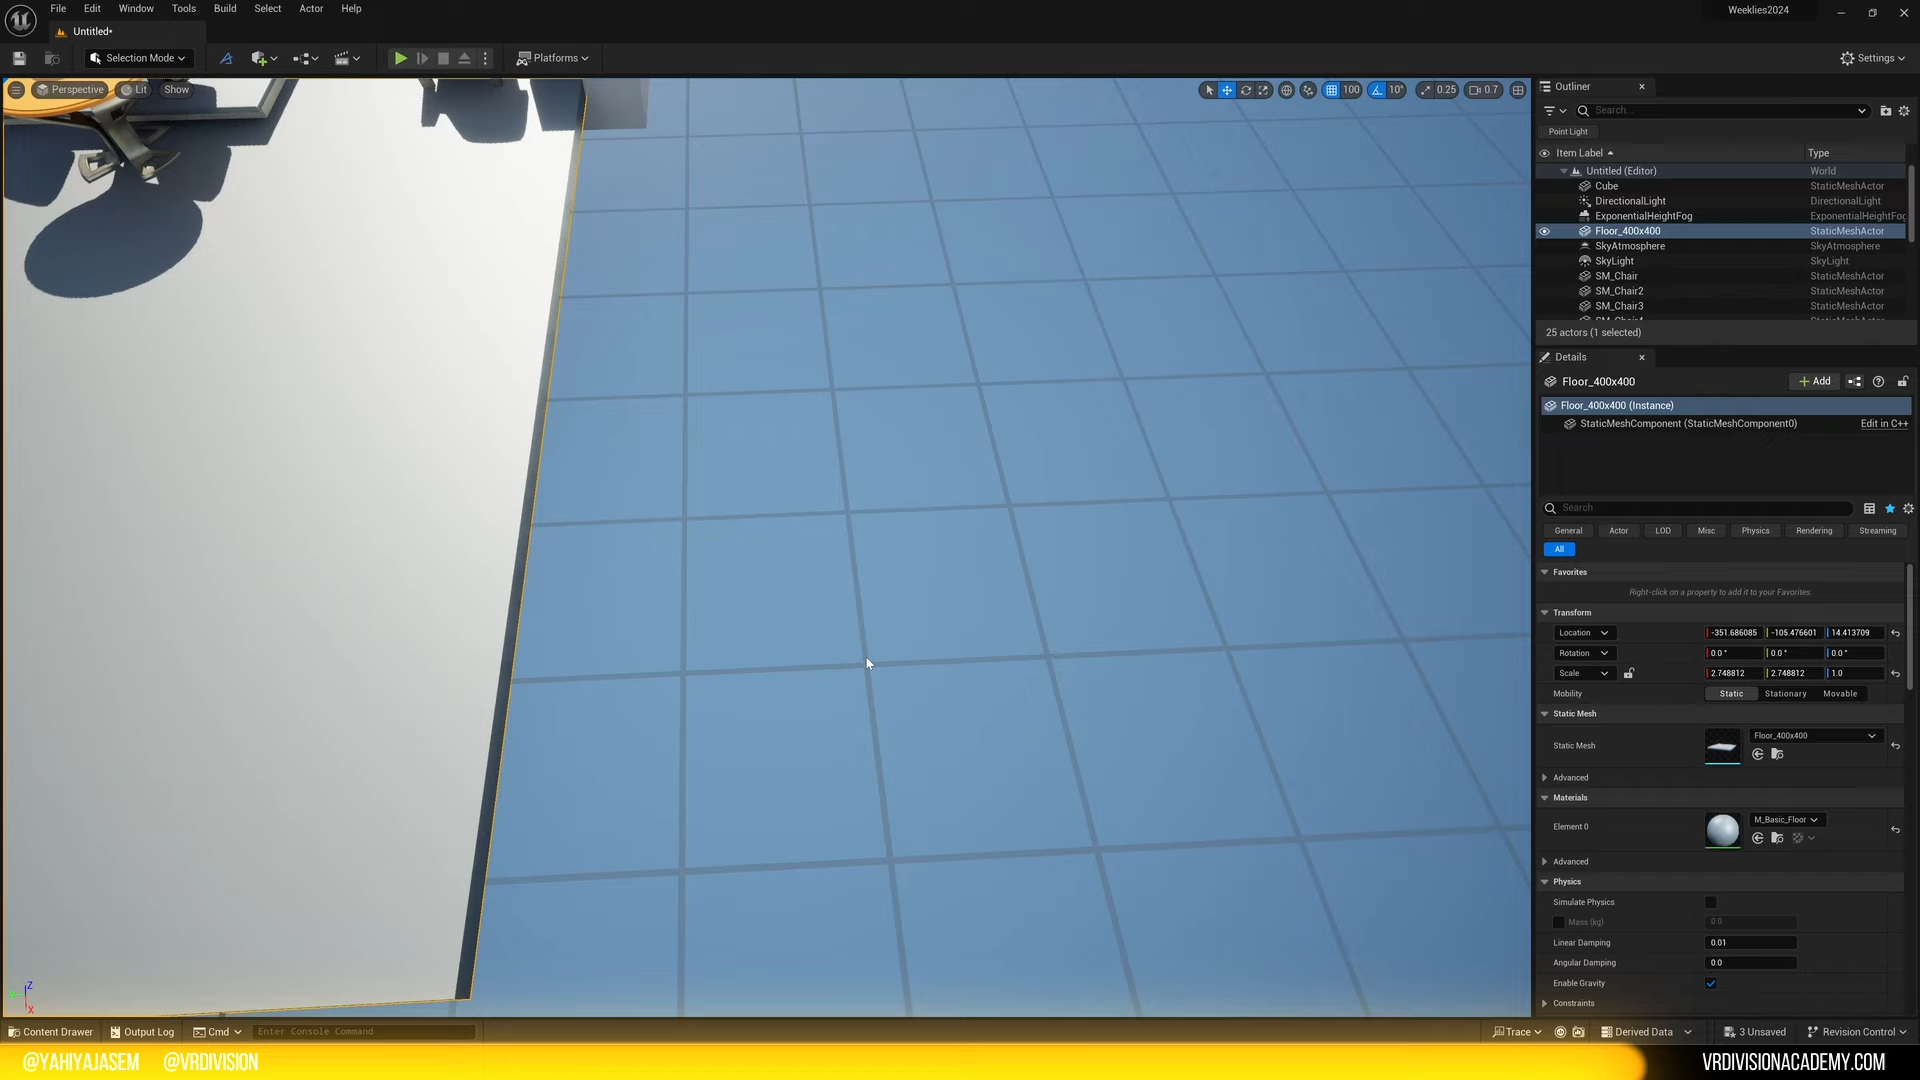 File Edit Window Tools Build Select Actor Help
Weeklies2024
Untitled*
Selection Mode
Platforms
Settings
Perspective Lit Show
100 10° 0.25 0.7
Outliner
Search...
Point Light
Item Label Type
Untitled (Editor) World
Cube StaticMeshActor
DirectionalLight DirectionalLight
ExponentialHeightFog ExponentialHeightFog
Floor_400x400 StaticMeshActor
SkyAtmosphere SkyAtmosphere
SkyLight SkyLight
SM_Chair StaticMeshActor
SM_Chair2 StaticMeshActor
SM_Chair3 StaticMeshActor
25 actors (1 selected)
Details
Floor_400x400
Add
Floor_400x400 (Instance)
StaticMeshComponent (StaticMeshComponent0) Edit in C++
Search
General Actor LOD Misc Physics Rendering Streaming
All
Favorites
Right-click on a property to add it to your Favorites.
Transform
Location -351.686085 -105.476601 14.413709
Rotation 0.0° 0.0° 0.0°
Scale 2.748812 2.748812 1.0
Mobility Static Stationary Movable
Static Mesh
Static Mesh Floor_400x400
Advanced
Materials
Element 0 M_Basic_Floor
Advanced
Physics
Simulate Physics
Mass (kg) 0.0
Linear Damping 0.01
Angular Damping 0.0
Enable Gravity
Constraints
Z
X
Content Drawer Output Log Cmd Enter Console Command
Trace Derived Data 3 Unsaved Revision Control
@YAHIYAJASEM @VRDIVISION
VRDIVISIONACADEMY.COM